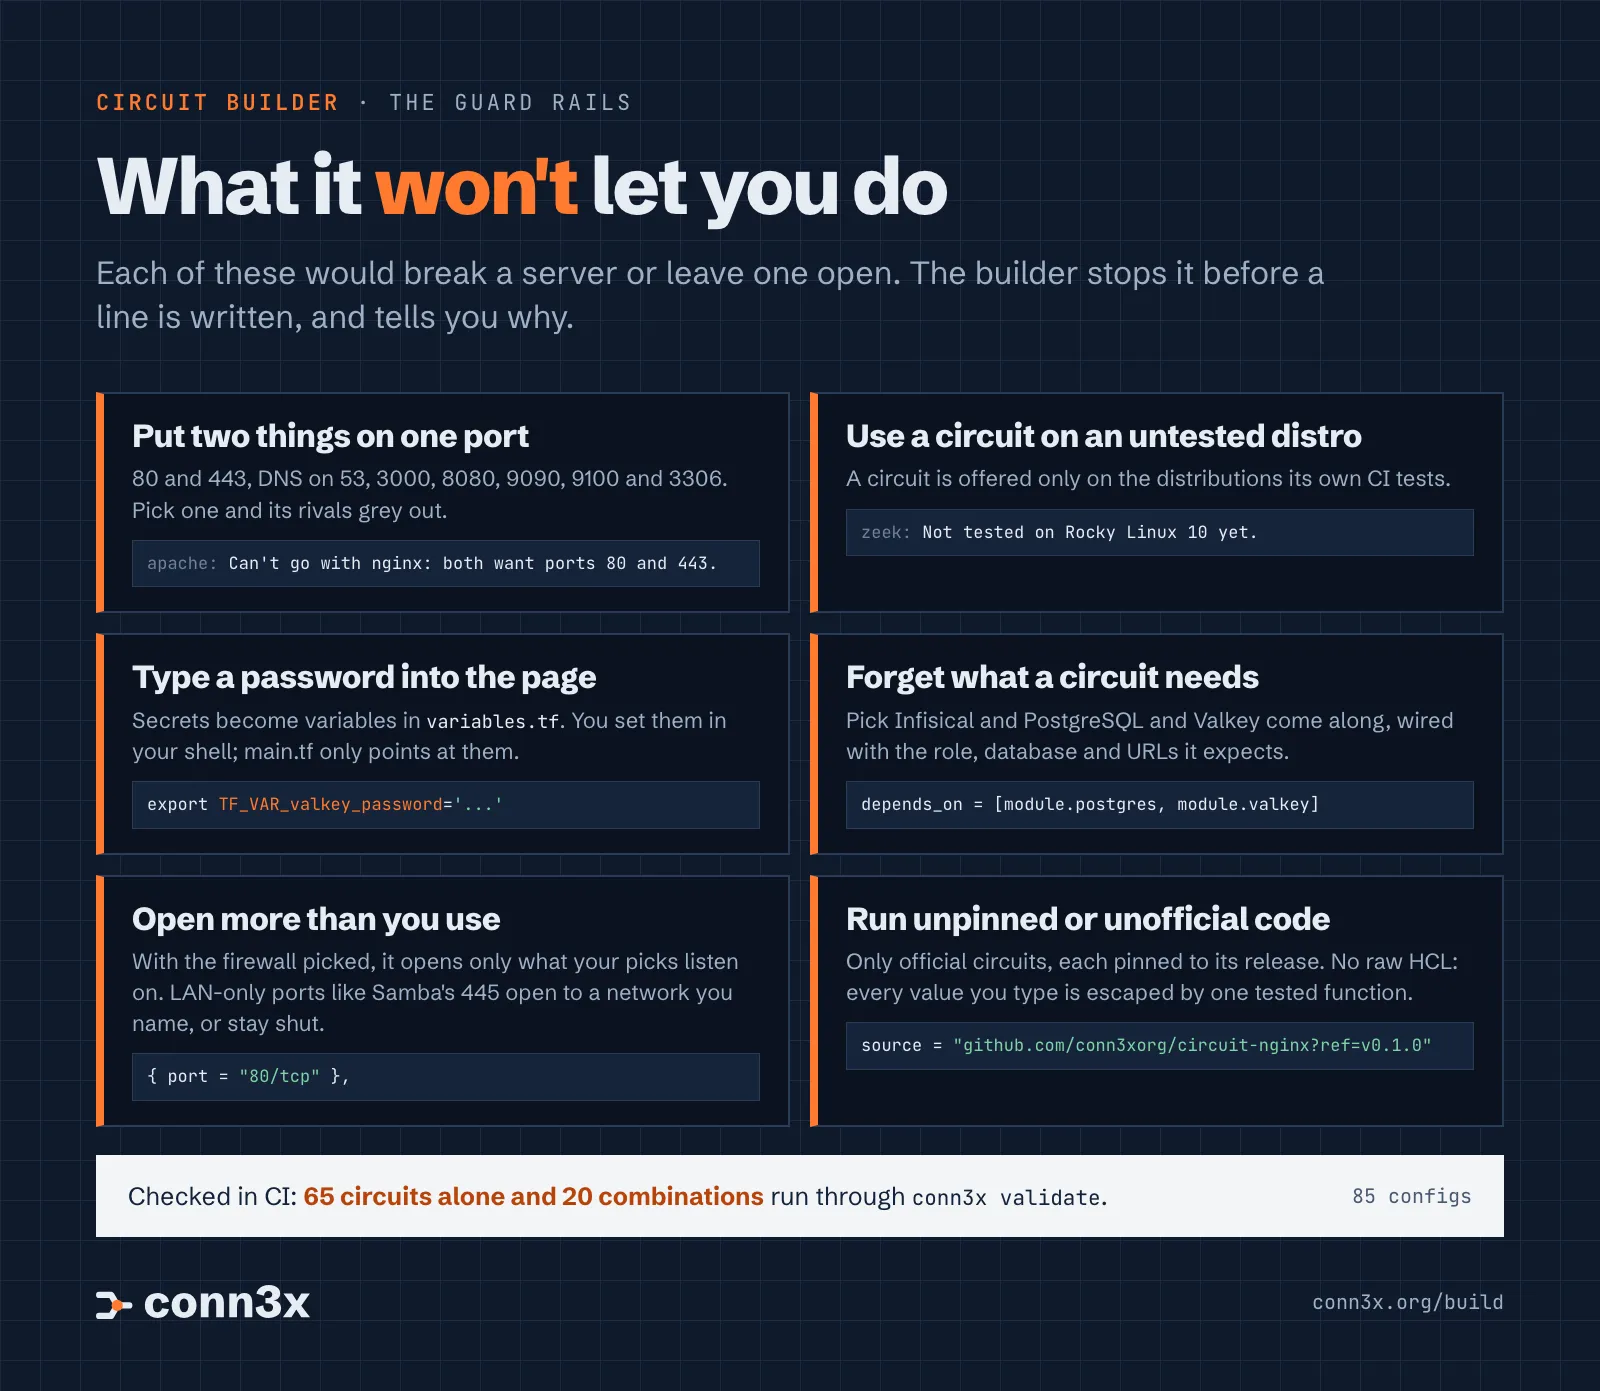 CIRCUIT BUILDER · THE GUARD RAILS
What it won't let you do
Each of these would break a server or leave one open. The builder stops it before a
line is written, and tells you why.
Put two things on one port
80 and 443, DNS on 53, 3000, 8080, 9090, 9100 and 3306.
Pick one and its rivals grey out.
apache: Can't go with nginx: both want ports 80 and 443.
Use a circuit on an untested distro
A circuit is offered only on the distributions its own CI tests.
zeek: Not tested on Rocky Linux 10 yet.
Type a password into the page
Secrets become variables in variables.tf. You set them in
your shell; main.tf only points at them.
export TF_VAR_valkey_password='...'
Forget what a circuit needs
Pick Infisical and PostgreSQL and Valkey come along, wired
with the role, database and URLs it expects.
depends_on = [module.postgres, module.valkey]
Open more than you use
With the firewall picked, it opens only what your picks listen
on. LAN-only ports like Samba's 445 open to a network you
name, or stay shut.
{ port = "80/tcp" },
Run unpinned or unofficial code
Only official circuits, each pinned to its release. No raw HCL:
every value you type is escaped by one tested function.
source = "github.com/conn3xorg/circuit-nginx?ref=v0.1.0"
Checked in CI: 65 circuits alone and 20 combinations run through conn3x validate.
85 configs
conn3x
conn3x.org/build